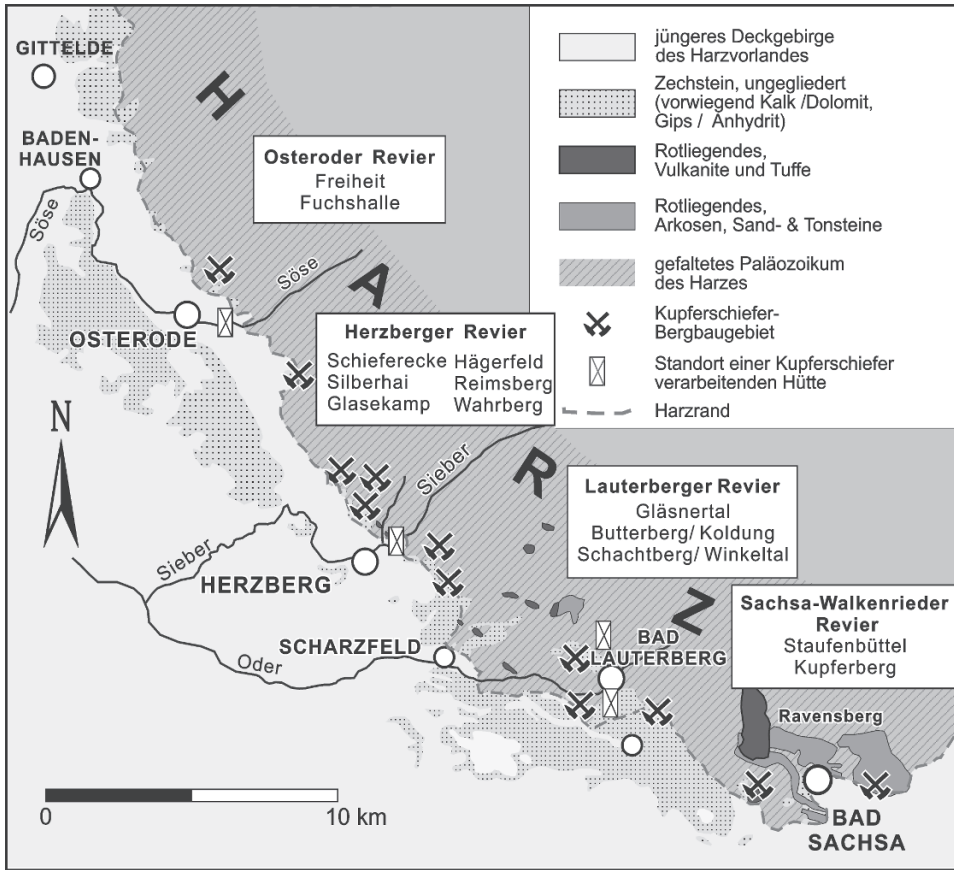 GITTELDE
BADEN-
HAUSEN
Söse
H
Osteroder Revier
Freiheit
Fuchshalle
A
Söse
OSTERODE
Herzberger Revier
Schieferecke Hägerfeld
Silberhai Reimsberg
Glasekamp Wahrberg
N
R
Sieber
Sieber
HERZBERG
Lauterberger Revier
Gläsnertal
Butterberg/ Koldung
Schachtberg/ Winkeltal
Z
SCHARZFELD
Oder
BAD
LAUTERBERG
Sachsa-Walkenrieder
Revier
Staufenbüttel
Kupferberg
Ravensberg
BAD
SACHSA
0 10 km
jüngeres Deckgebirge
des Harzvorlandes
Zechstein, ungegliedert
(vorwiegend Kalk /Dolomit,
Gips / Anhydrit)
Rotliegendes,
Vulkanite und Tuffe
Rotliegendes,
Arkosen, Sand- & Tonsteine
gefaltetes Paläozoikum
des Harzes
Kupferschiefer-
Bergbaugebiet
Standort einer Kupferschiefer
verarbeitenden Hütte
Harzrand